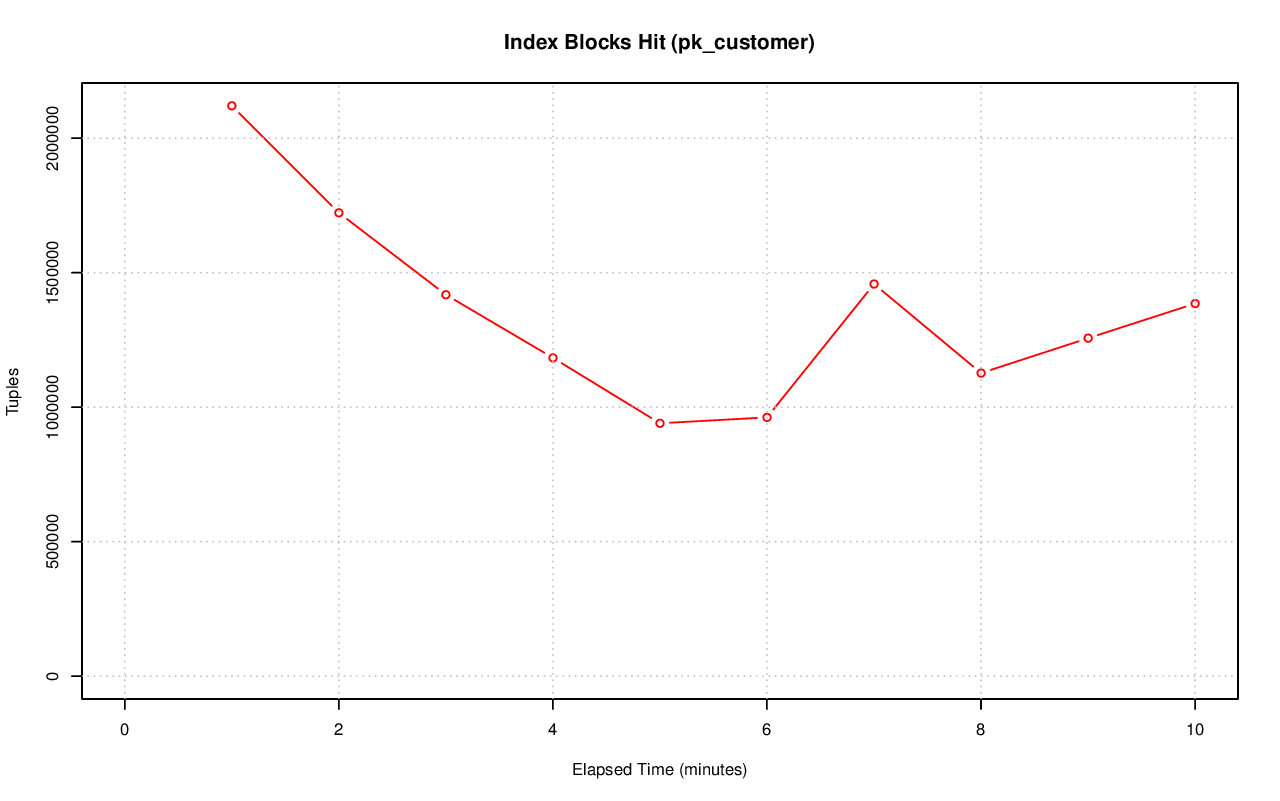 Index Blocks Hit (pk_customer)
Tuples
2000000
1500000
1000000
500000
0
0 2 4 6 8 10
Elapsed Time (minutes)